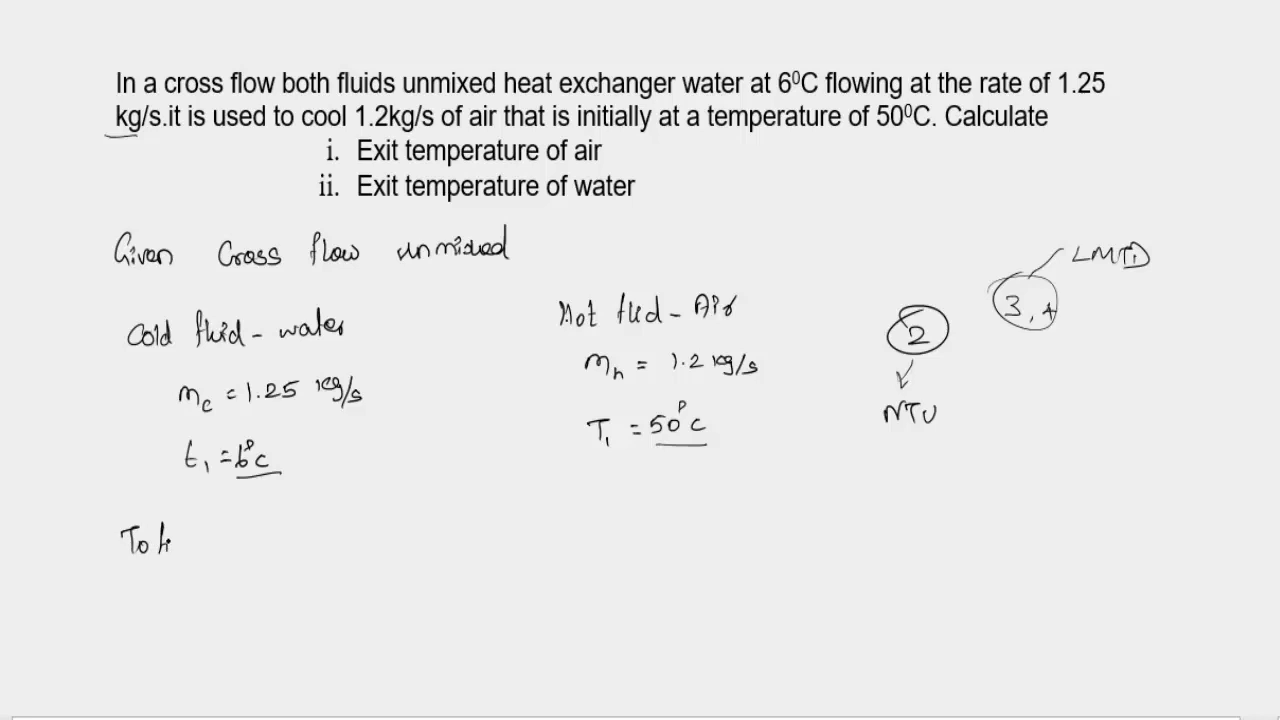 In a cross flow both fluids unmixed heat exchanger water at 6⁰C flowing at the rate of 1.25
kg/s.it is used to cool 1.2kg/s of air that is initially at a temperature of 50⁰C. Calculate
i. Exit temperature of air
ii. Exit temperature of water
Given Cross flow unmixed
LMTD
3, 4
2
NTU
Cold fluid - water
m_c = 1.25 kg/s
t₁ = 6°C
Hot fluid - Air
m_h = 1.2 kg/s
T₁ = 50°C
To